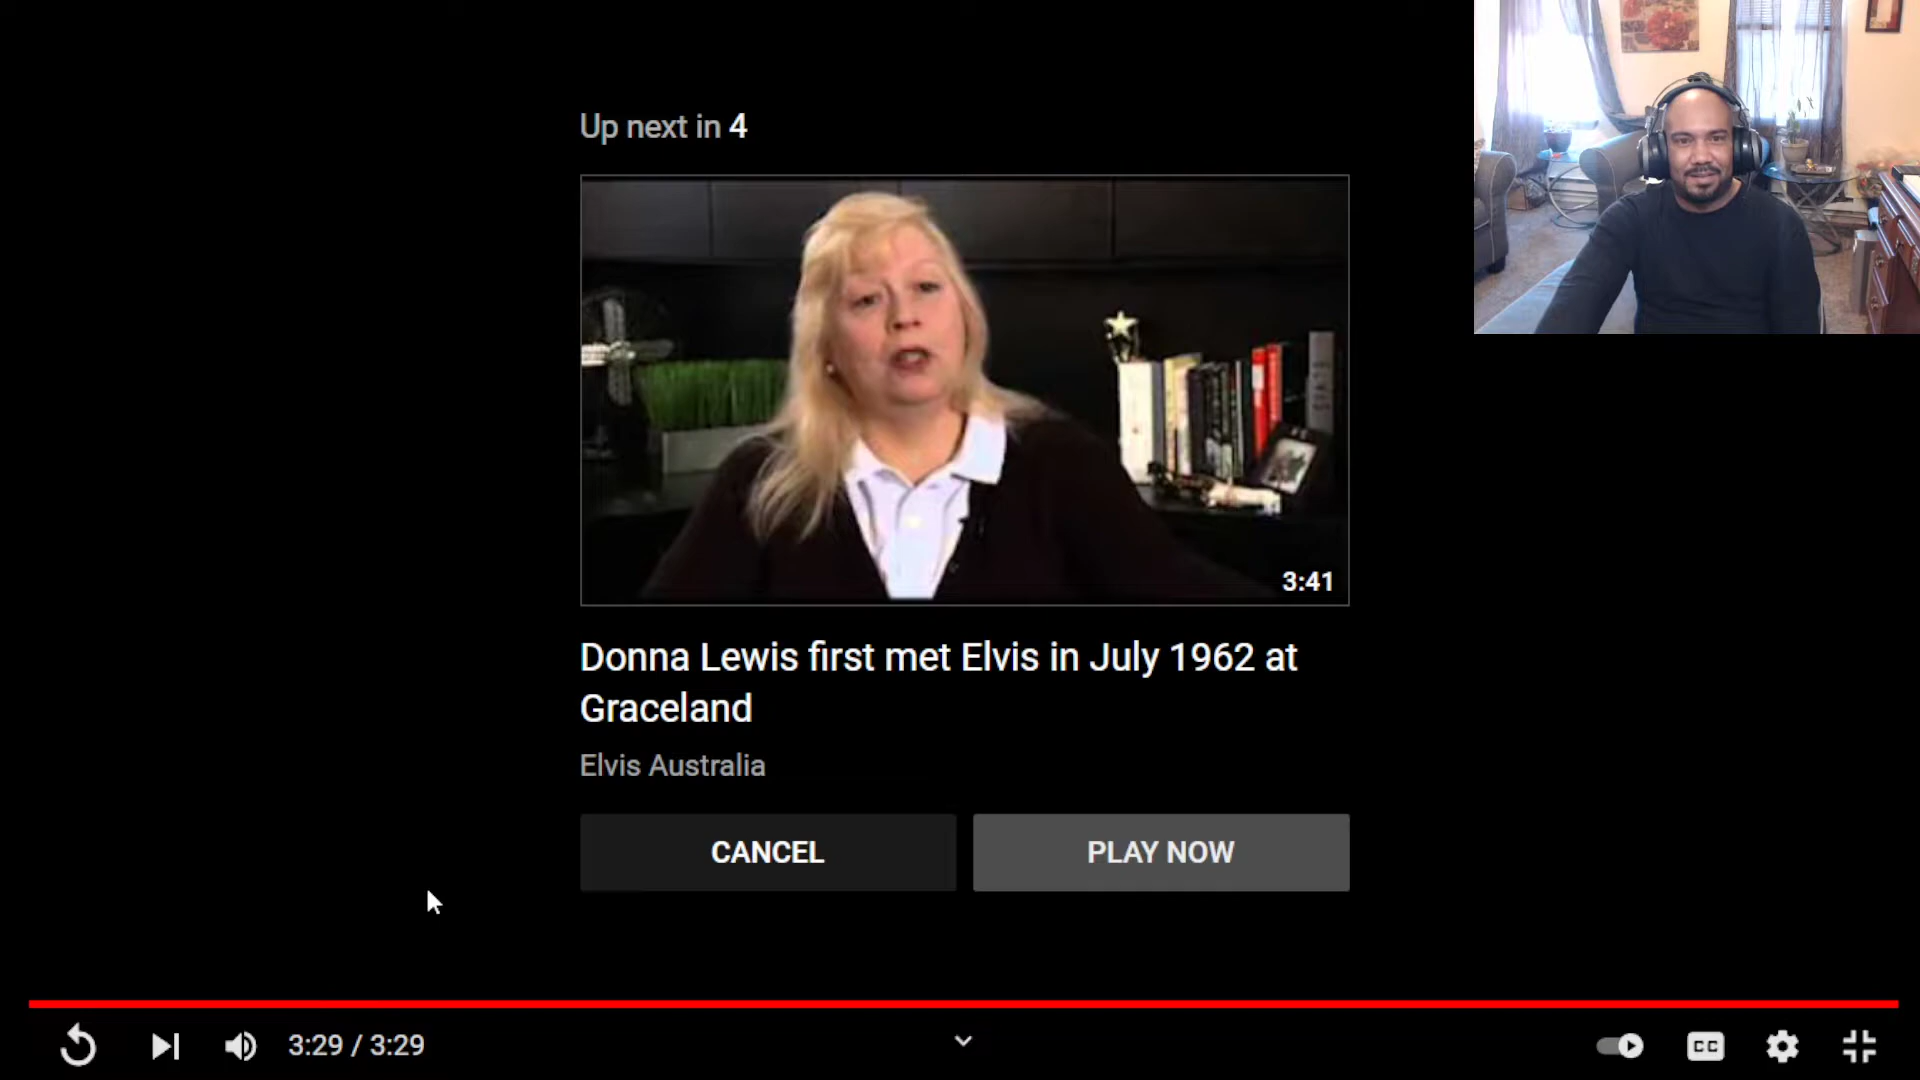 Up next in 4
3:41
Donna Lewis first met Elvis in July 1962 at
Graceland
Elvis Australia
CANCEL
PLAY NOW
3:29 / 3:29
CC